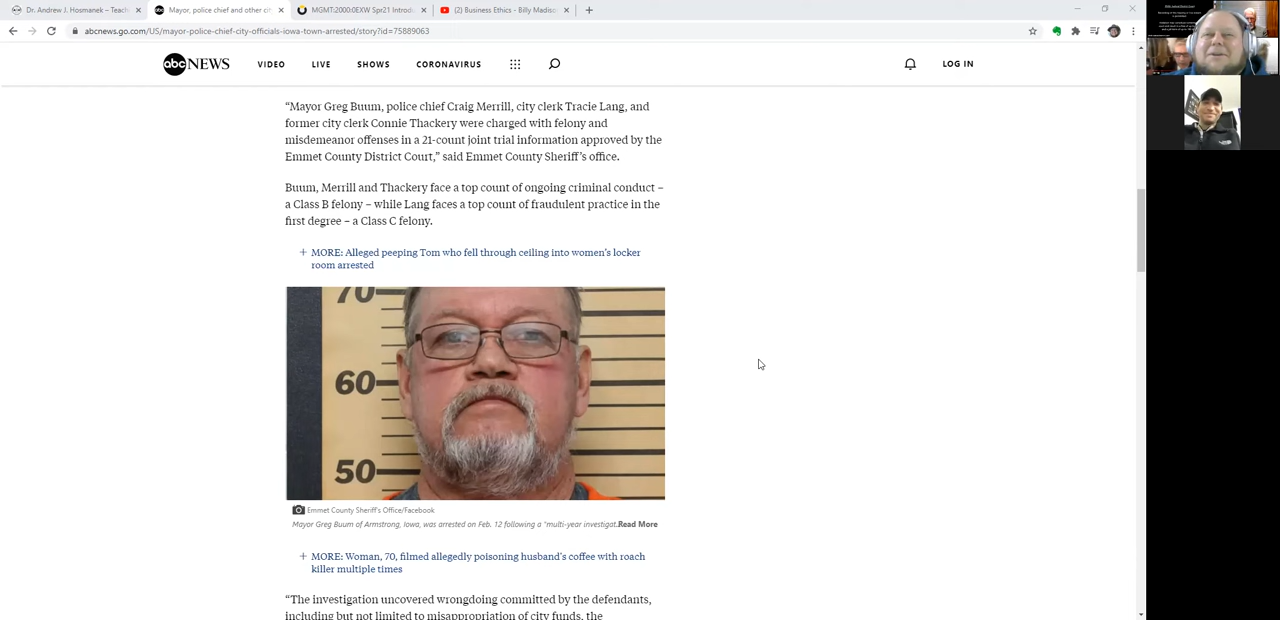 Dr. Andrew J. Hosmanek – Teach
Mayor, police chief and other cit
MGMT:2000:0EXW Spr21 Introdu
(2) Business Ethics - Billy Madiso
abcnews.go.com/US/mayor-police-chief-city-officials-iowa-town-arrested/story?id=75889063
abc NEWS VIDEO LIVE SHOWS CORONAVIRUS LOG IN
“Mayor Greg Buum, police chief Craig Merrill, city clerk Tracie Lang, and
former city clerk Connie Thackery were charged with felony and
misdemeanor offenses in a 21-count joint trial information approved by the
Emmet County District Court,” said Emmet County Sheriff’s office.
Buum, Merrill and Thackery face a top count of ongoing criminal conduct –
a Class B felony – while Lang faces a top count of fraudulent practice in the
first degree – a Class C felony.
+ MORE: Alleged peeping Tom who fell through ceiling into women’s locker
room arrested
70
60
50
Emmet County Sheriff’s Office/Facebook
Mayor Greg Buum of Armstrong, Iowa, was arrested on Feb. 12 following a "multi-year investigat...Read More
+ MORE: Woman, 70, filmed allegedly poisoning husband’s coffee with roach
killer multiple times
“The investigation uncovered wrongdoing committed by the defendants,
including but not limited to misappropriation of city funds, the